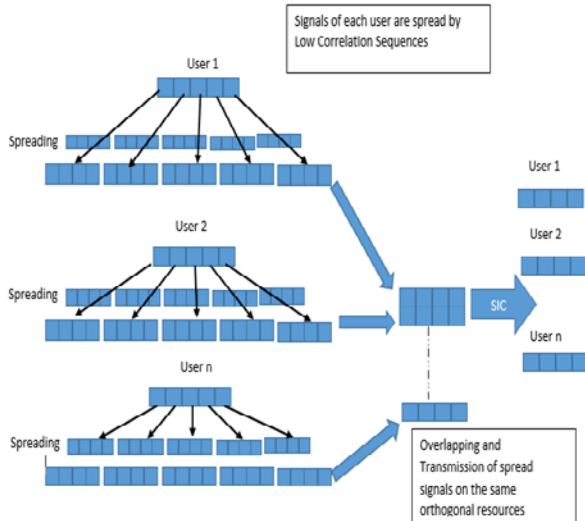 Signals of each user are spread by
Low Correlation Sequences
User 1
Spreading
User 1
User 2
User 2
Spreading
SIC
User n
User n
Spreading
Overlapping and
Transmission of spread
signals on the same
orthogonal resources